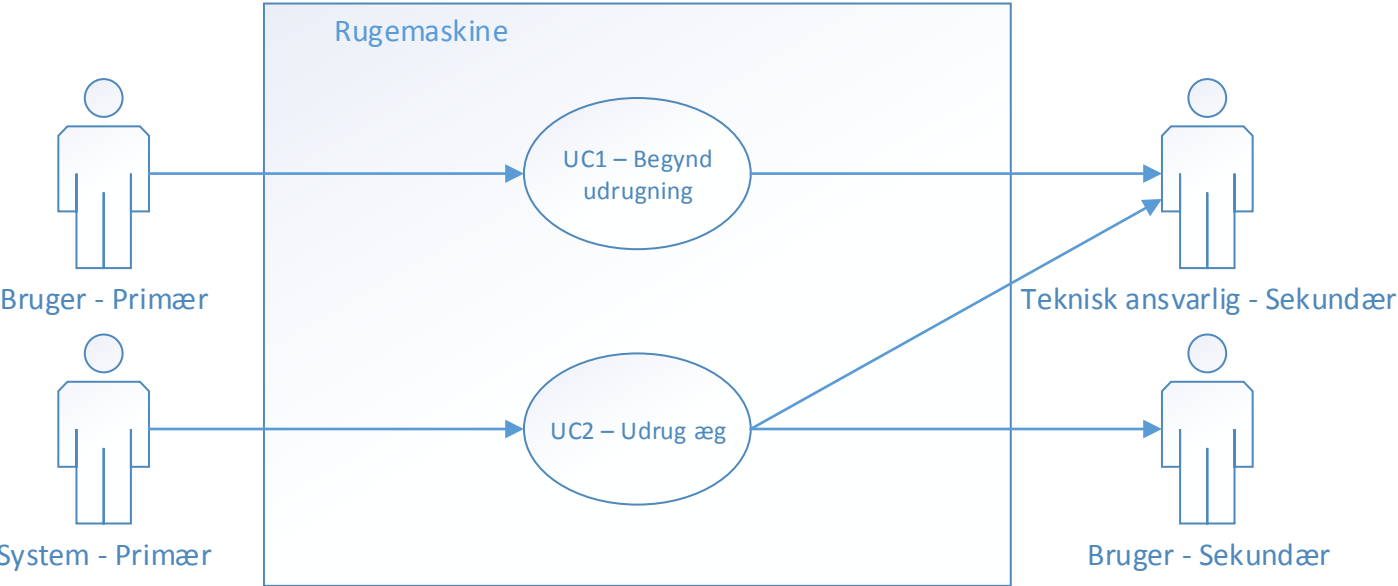 Rugemaskine
UC1 – Begynd
udrugning
Bruger - Primær
Teknisk ansvarlig - Sekundær
UC2 – Udrug æg
System - Primær
Bruger - Sekundær